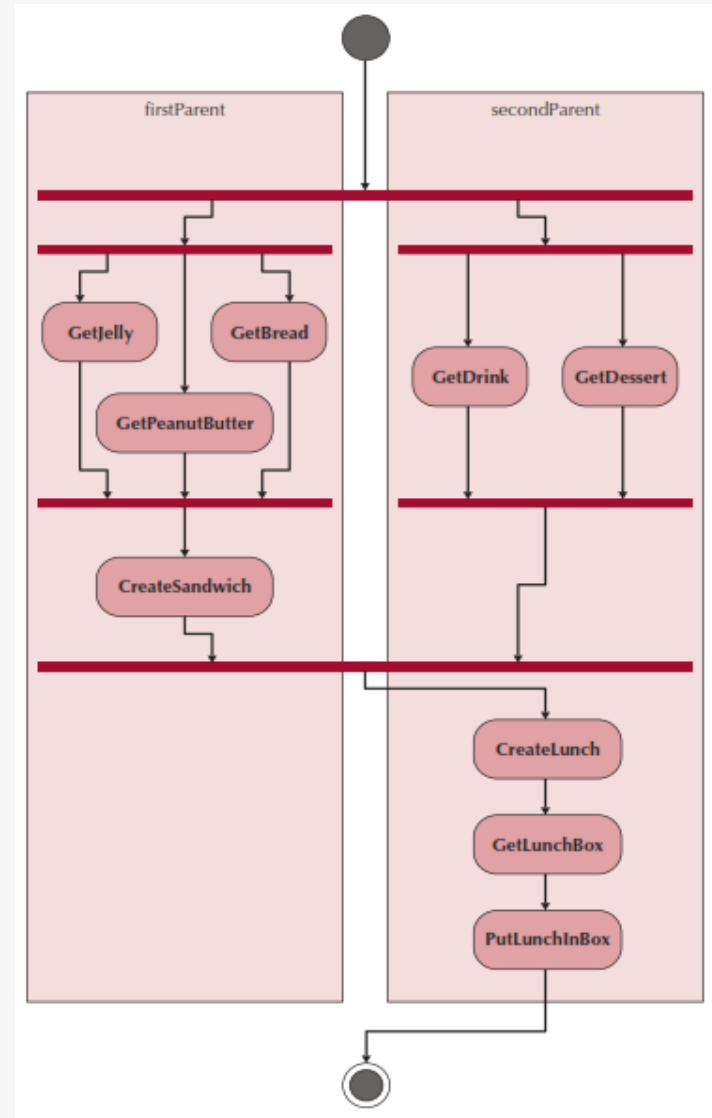 firstParent
secondParent
GetJelly
GetBread
GetDrink
GetDessert
GetPeanutButter
CreateSandwich
CreateLunch
GetLunchBox
PutLunchInBox